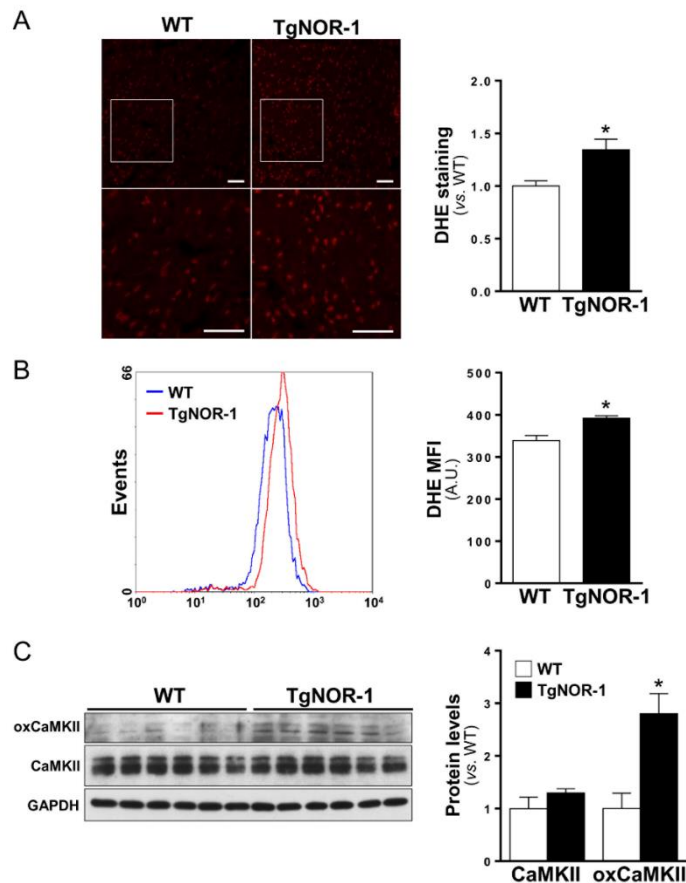 A
WT
TgNOR-1
DHE staining
(vs. WT)
2.0
1.5
1.0
0.5
0.0
*
WT TgNOR-1
B
66
WT
TgNOR-1
Events
0
10⁰ 10¹ 10² 10³ 10⁴
DHE MFI
(A.U.)
500
400
300
200
100
0
*
WT TgNOR-1
C
WT
TgNOR-1
oxCaMKII
CaMKII
GAPDH
Protein levels
(vs. WT)
4
3
2
1
0
WT
TgNOR-1
*
CaMKII oxCaMKII